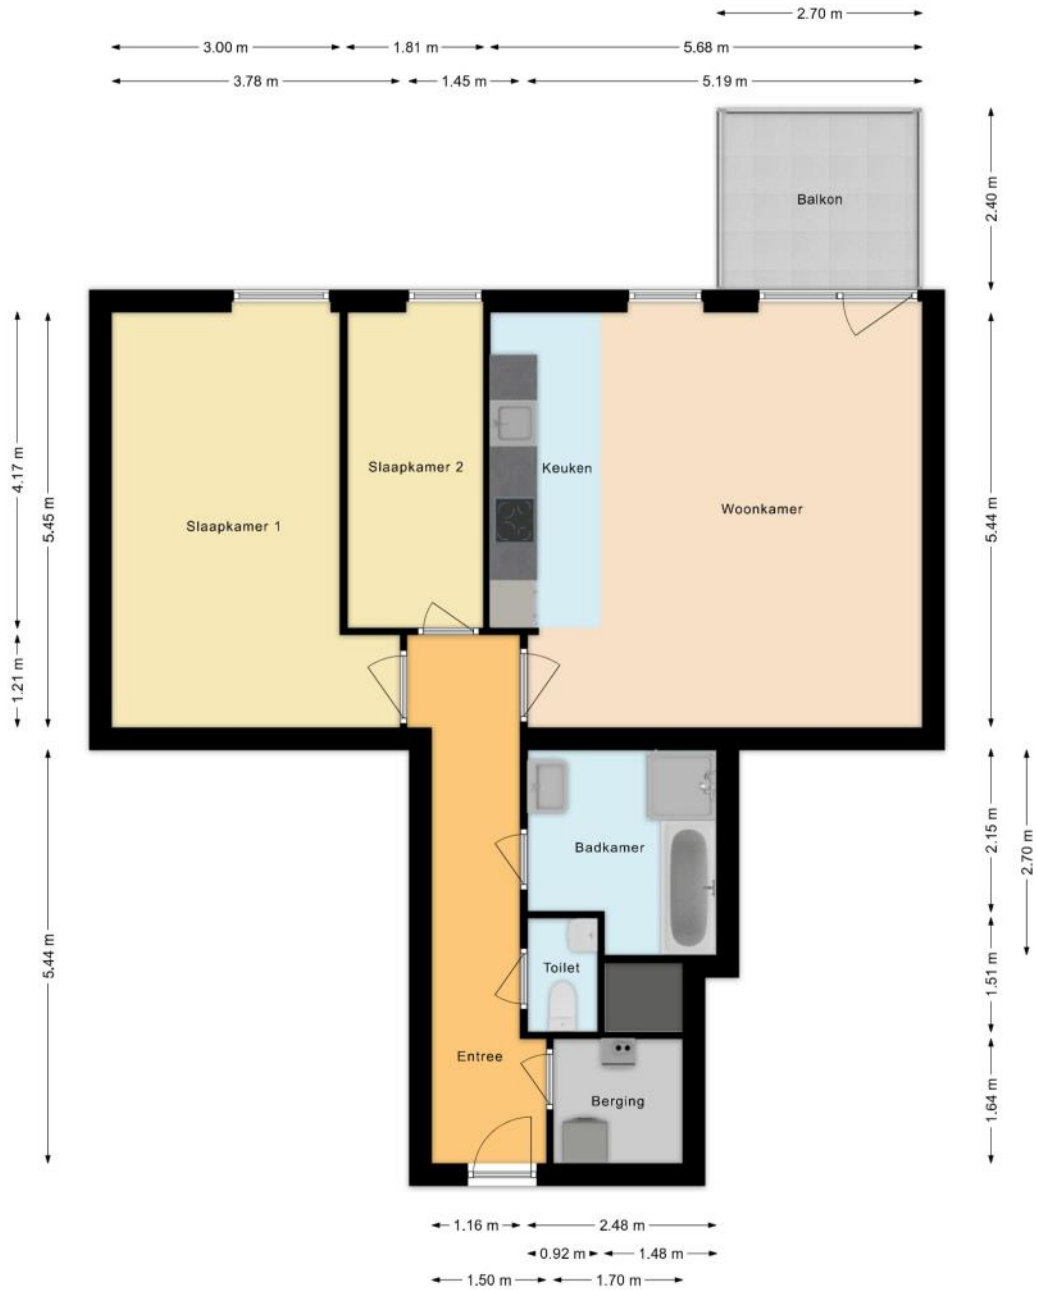 2.70 m
3.00 m 1.81 m 5.68 m
3.78 m 1.45 m 5.19 m
2.40 m
Balkon
4.17 m
5.45 m
Slaapkamer 2
Keuken
Woonkamer
Slaapkamer 1
5.44 m
1.21 m
2.15 m
2.70 m
Badkamer
5.44 m
Toilet
1.51 m
Entree
Berging
1.64 m
1.16 m 2.48 m
0.92 m 1.48 m
1.50 m 1.70 m